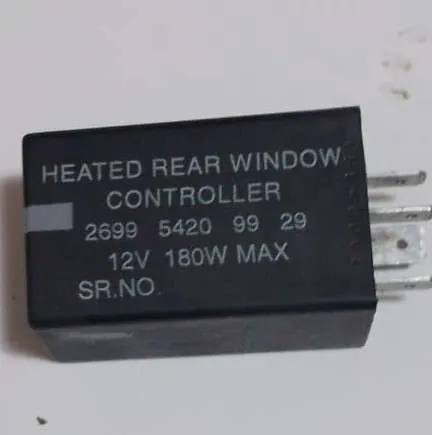 HEATED REAR WINDOW
CONTROLLER
2699 5420 99 29
12V 180W MAX
SR.NO.